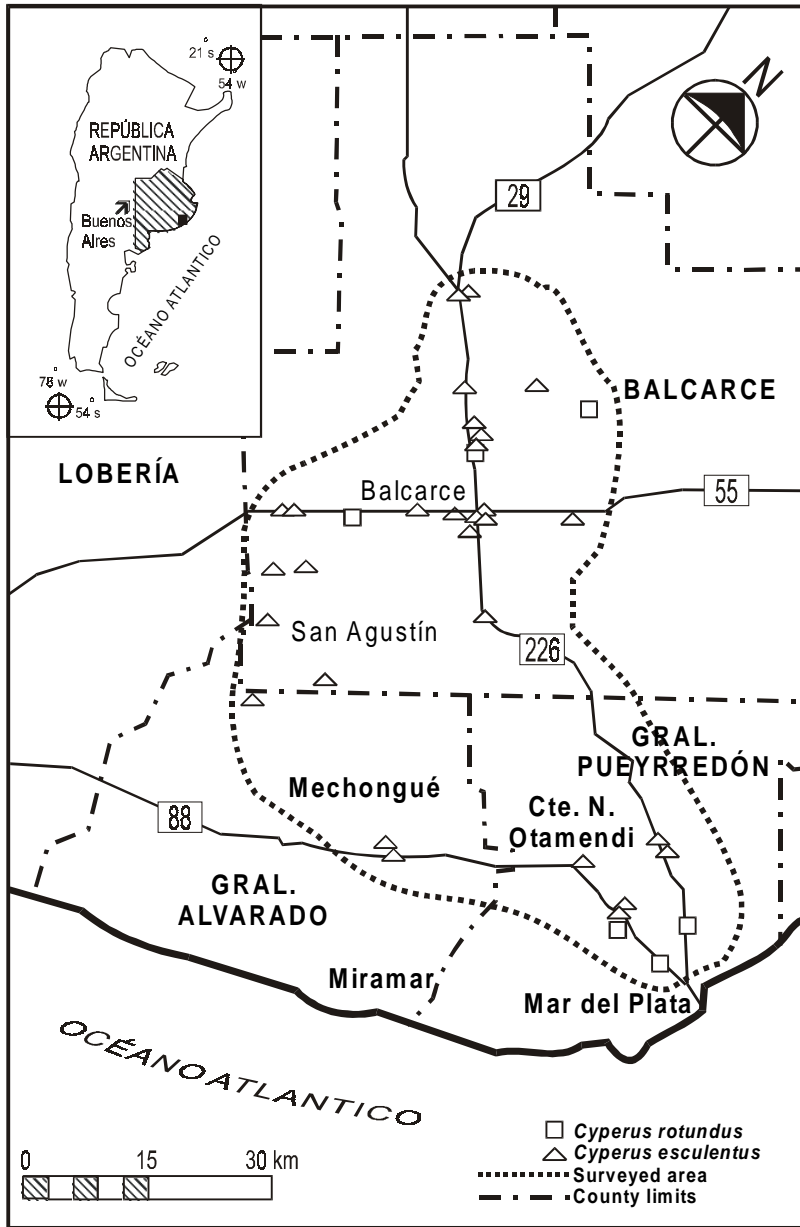 21 s
54 w
REPÚBLICA
ARGENTINA
Buenos
Aires
OCÉANO ATLANTICO
78 w
54 s
N
29
BALCARCE
LOBERÍA
Balcarce
55
San Agustín
226
GRAL.
PUEYRREDÓN
Mechongué
Cte. N.
Otamendi
88
GRAL.
ALVARADO
Miramar
Mar del Plata
OCÉANO ATLANTICO
0 15 30 km
Cyperus rotundus
Cyperus esculentus
Surveyed area
County limits